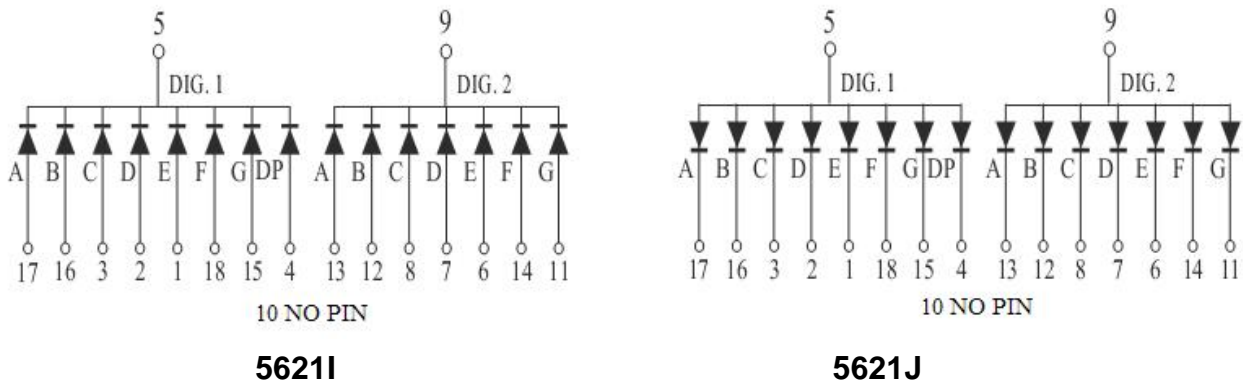 5 9
DIG. 1 DIG. 2
A B C D E F G DP A B C D E F G
17 16 3 2 1 18 15 4 13 12 8 7 6 14 11
10 NO PIN
5621I
5 9
DIG. 1 DIG. 2
A B C D E F G DP A B C D E F G
17 16 3 2 1 18 15 4 13 12 8 7 6 14 11
10 NO PIN
5621J